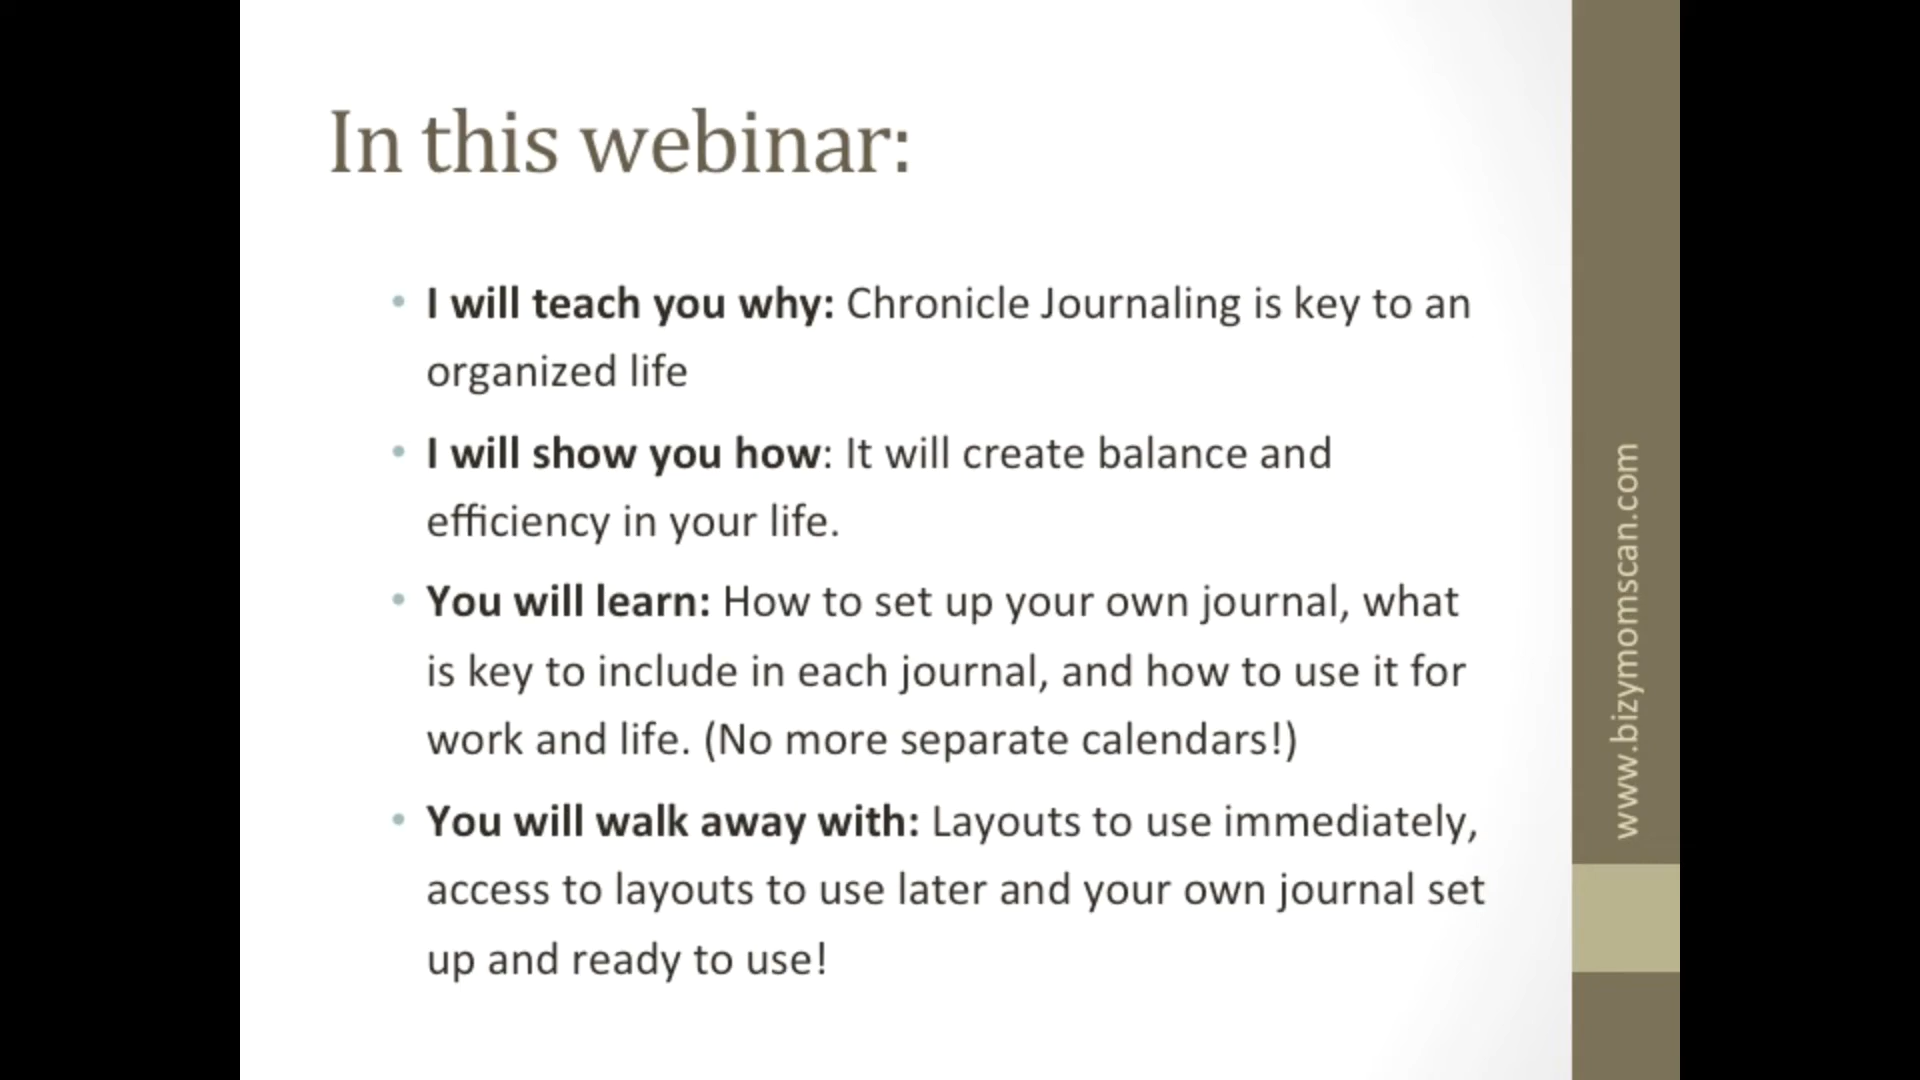 In this webinar:
• I will teach you why: Chronicle Journaling is key to an
organized life
• I will show you how: It will create balance and
efficiency in your life.
• You will learn: How to set up your own journal, what
is key to include in each journal, and how to use it for
work and life. (No more separate calendars!)
• You will walk away with: Layouts to use immediately,
access to layouts to use later and your own journal set
up and ready to use!
www.bizymomscan.com